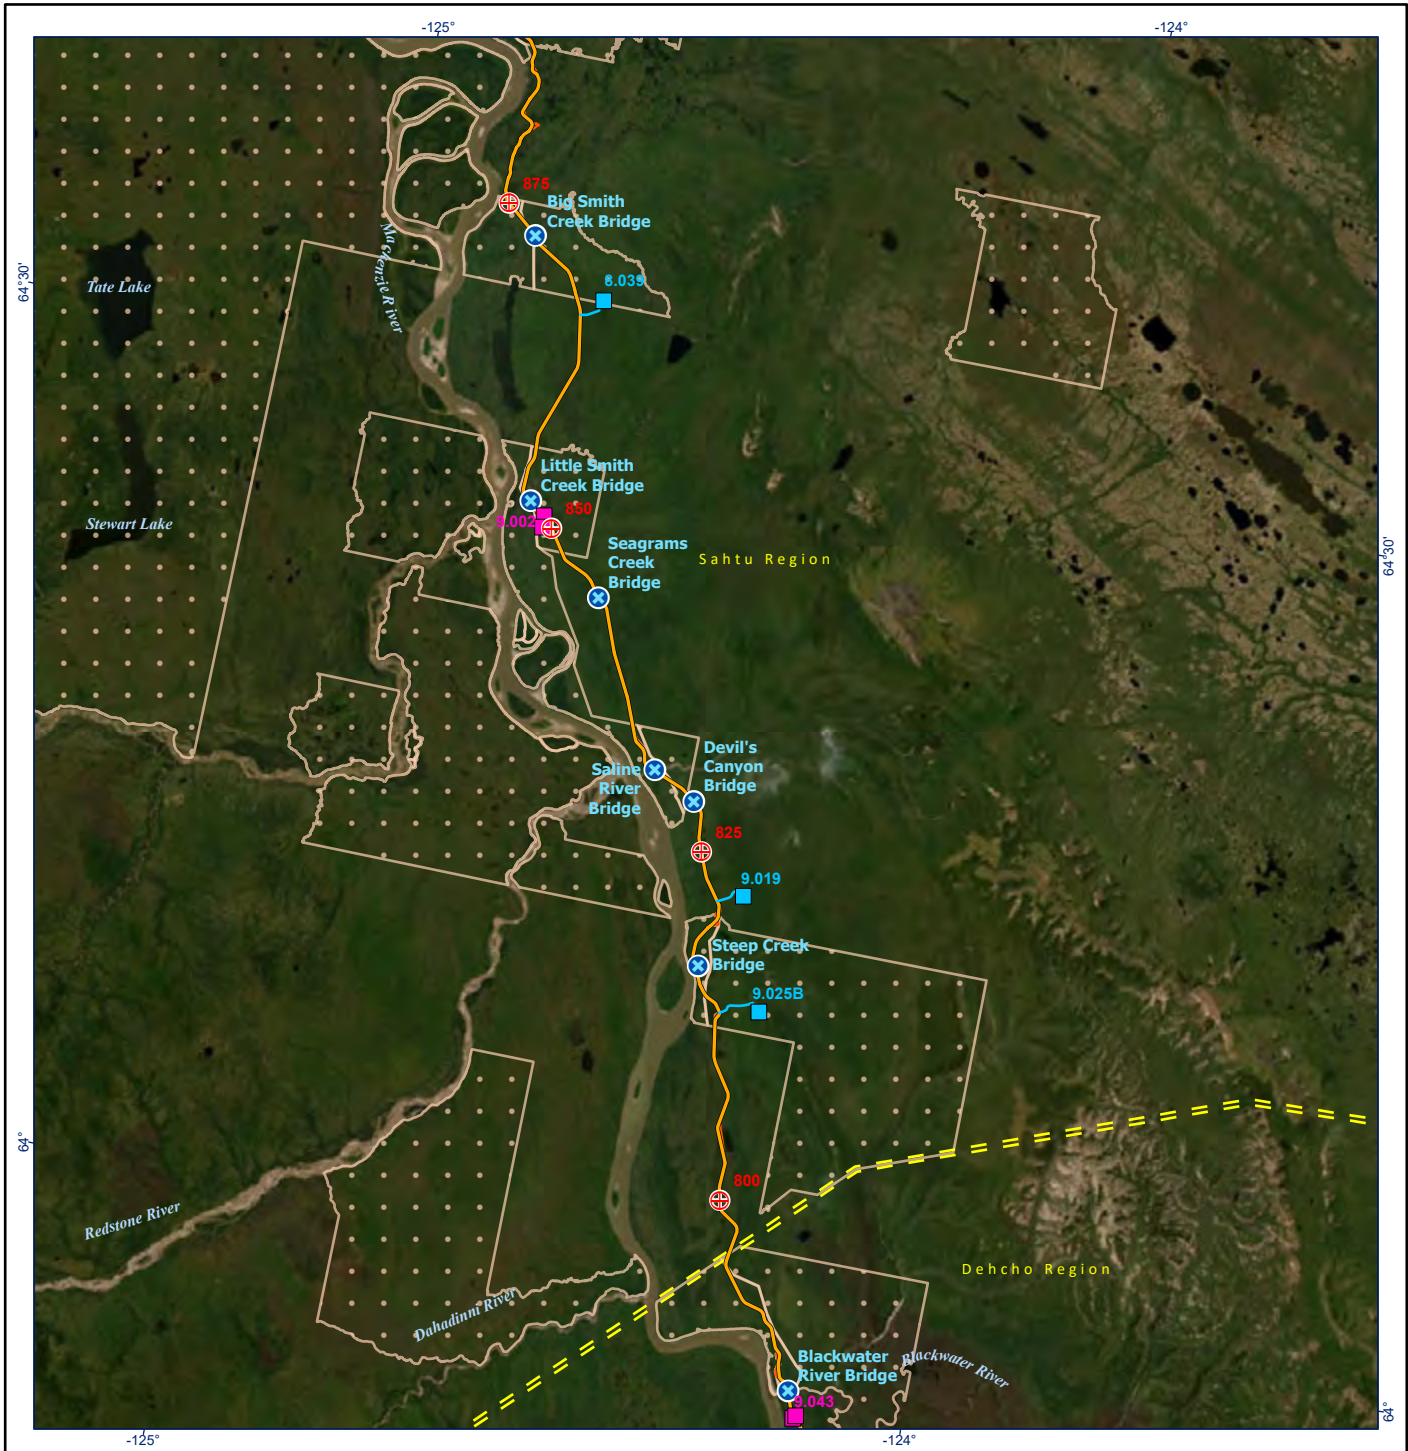 -125°
-124°
875
Big Smith
Creek Bridge
Mackenzie River
64°30'
Tate Lake
8.039
Little Smith
Creek Bridge
850
9.002
Stewart Lake
Seagrams
Creek
Bridge
Sahtu Region
64°30'
Devil's
Canyon
Bridge
Saline
River
Bridge
825
9.019
Steep Creek
Bridge
9.025B
64°
800
Redstone River
Dehcho Region
Dahadinni River
Blackwater
River Bridge
Blackwater River
9.043
64°
-125°
-124°